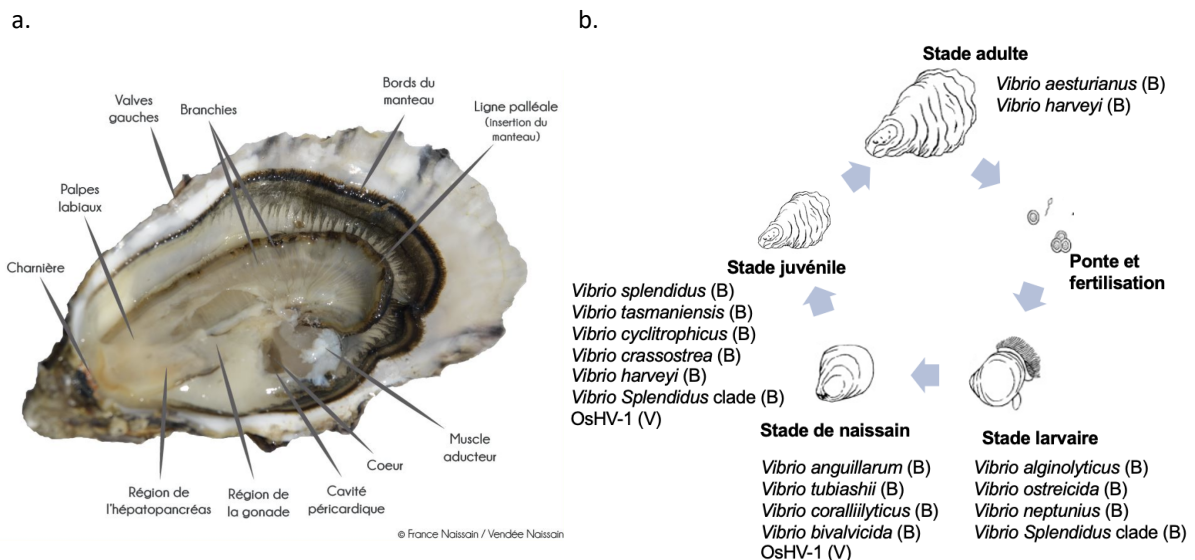 a.
Valves
gauches
Branchies
Bords du
manteau
Ligne palléale
(insertion du
manteau)
Palpes
labiaux
Charnière
Région de
l'hépatopancréas
Région de
la gonade
Cavité
péricardique
Coeur
Muscle
aducteur
© France Naissain / Vendée Naissain
b.
Stade adulte
Vibrio aesturianus (B)
Vibrio harveyi (B)
Ponte et
fertilisation
Stade larvaire
Vibrio alginolyticus (B)
Vibrio ostreicida (B)
Vibrio neptunius (B)
Vibrio Splendidus clade (B)
Stade de naissain
Vibrio anguillarum (B)
Vibrio tubiashii (B)
Vibrio coralliilyticus (B)
Vibrio bivalvicida (B)
OsHV-1 (V)
Stade juvénile
Vibrio splendidus (B)
Vibrio tasmaniensis (B)
Vibrio cyclitrophicus (B)
Vibrio crassostrea (B)
Vibrio harveyi (B)
Vibrio Splendidus clade (B)
OsHV-1 (V)